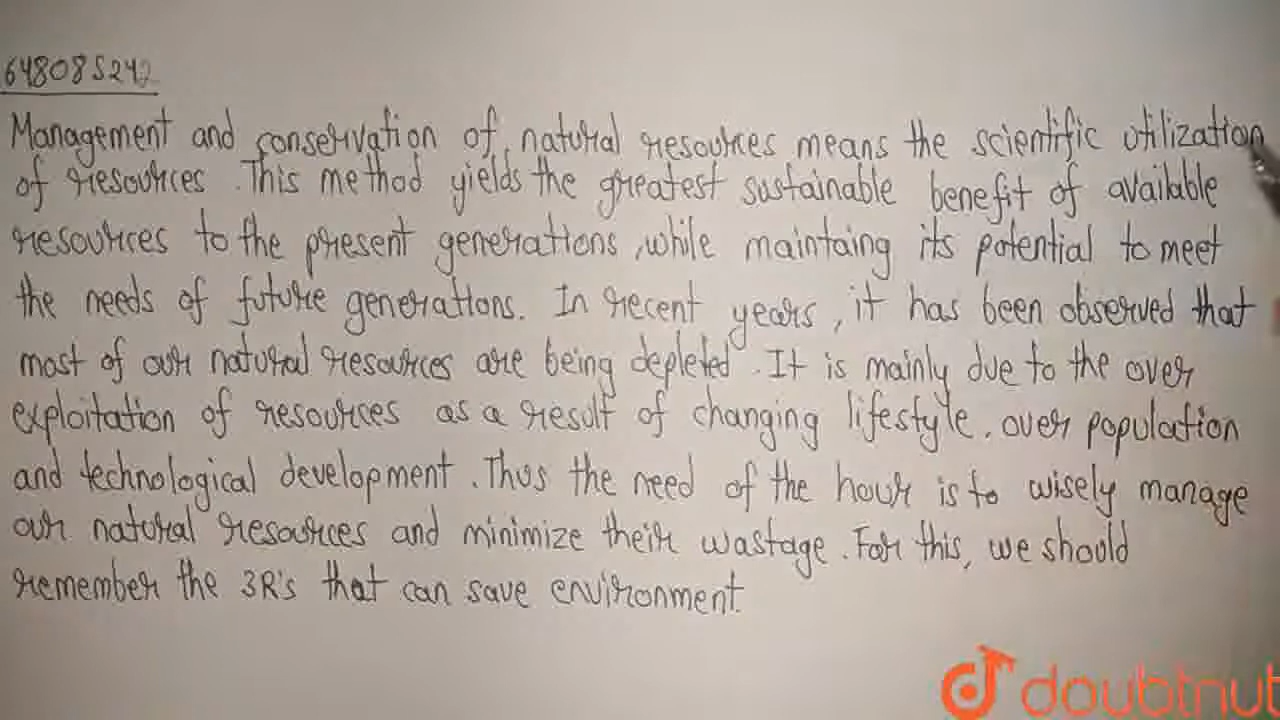 648085242
Management and conservation of natural resources means the scientific utilization
of resources. This method yields the greatest sustainable benefit of available
resources to the present generations, while maintaing its potential to meet
the needs of future generations. In recent years, it has been observed that
most of our natural resources are being depleted. It is mainly due to the over
exploitation of resources as a result of changing lifestyle, over population
and technological development. Thus the need of the hour is to wisely manage
our natural resources and minimize their wastage. For this, we should
remember the 3R's that can save environment.
doubtnut